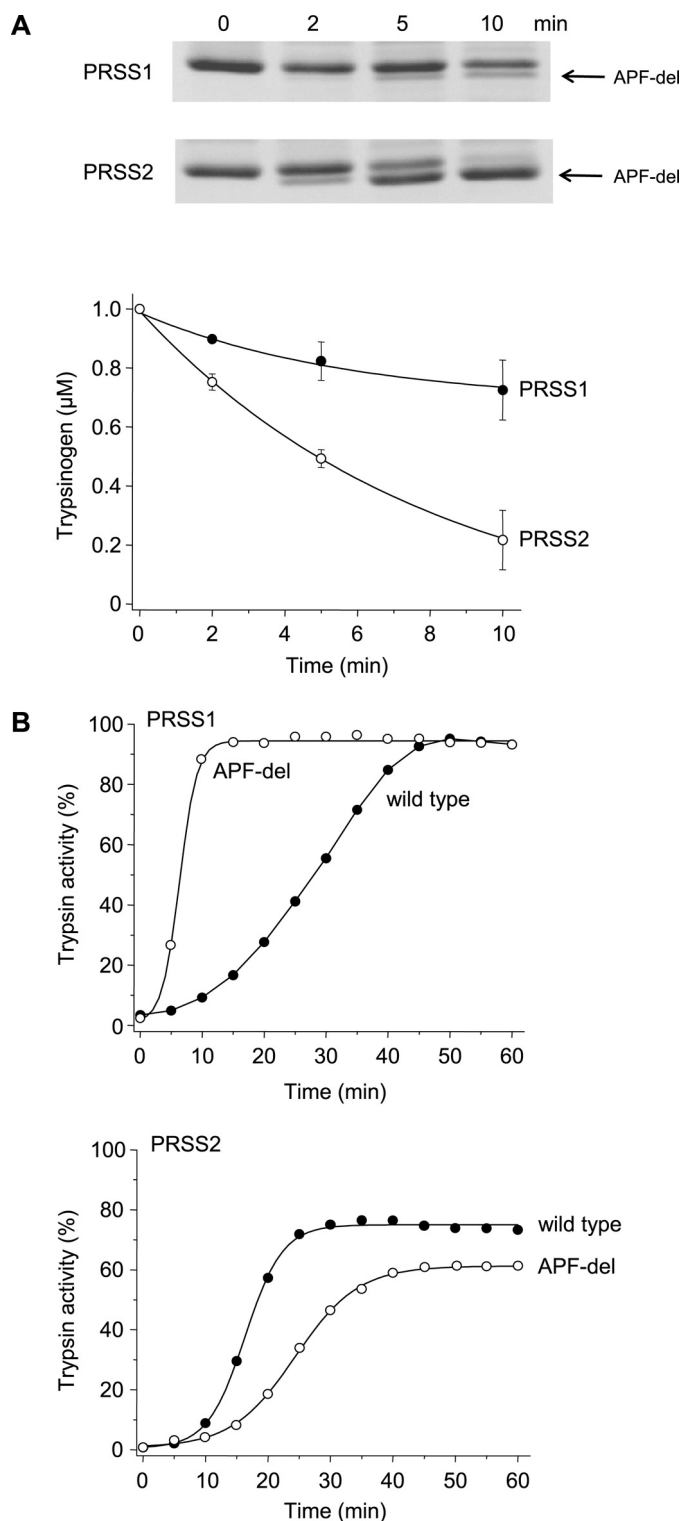 A
0 2 5 10 min
PRSS1
APF-del
PRSS2
APF-del
1.0
0.8
0.6
0.4
0.2
0
Trypsinogen (µM)
PRSS1
PRSS2
0 2 4 6 8 10
Time (min)
B
PRSS1
100
80
60
40
20
0
Trypsin activity (%)
APF-del
wild type
0 10 20 30 40 50 60
Time (min)
PRSS2
100
80
60
40
20
0
Trypsin activity (%)
wild type
APF-del
0 10 20 30 40 50 60
Time (min)